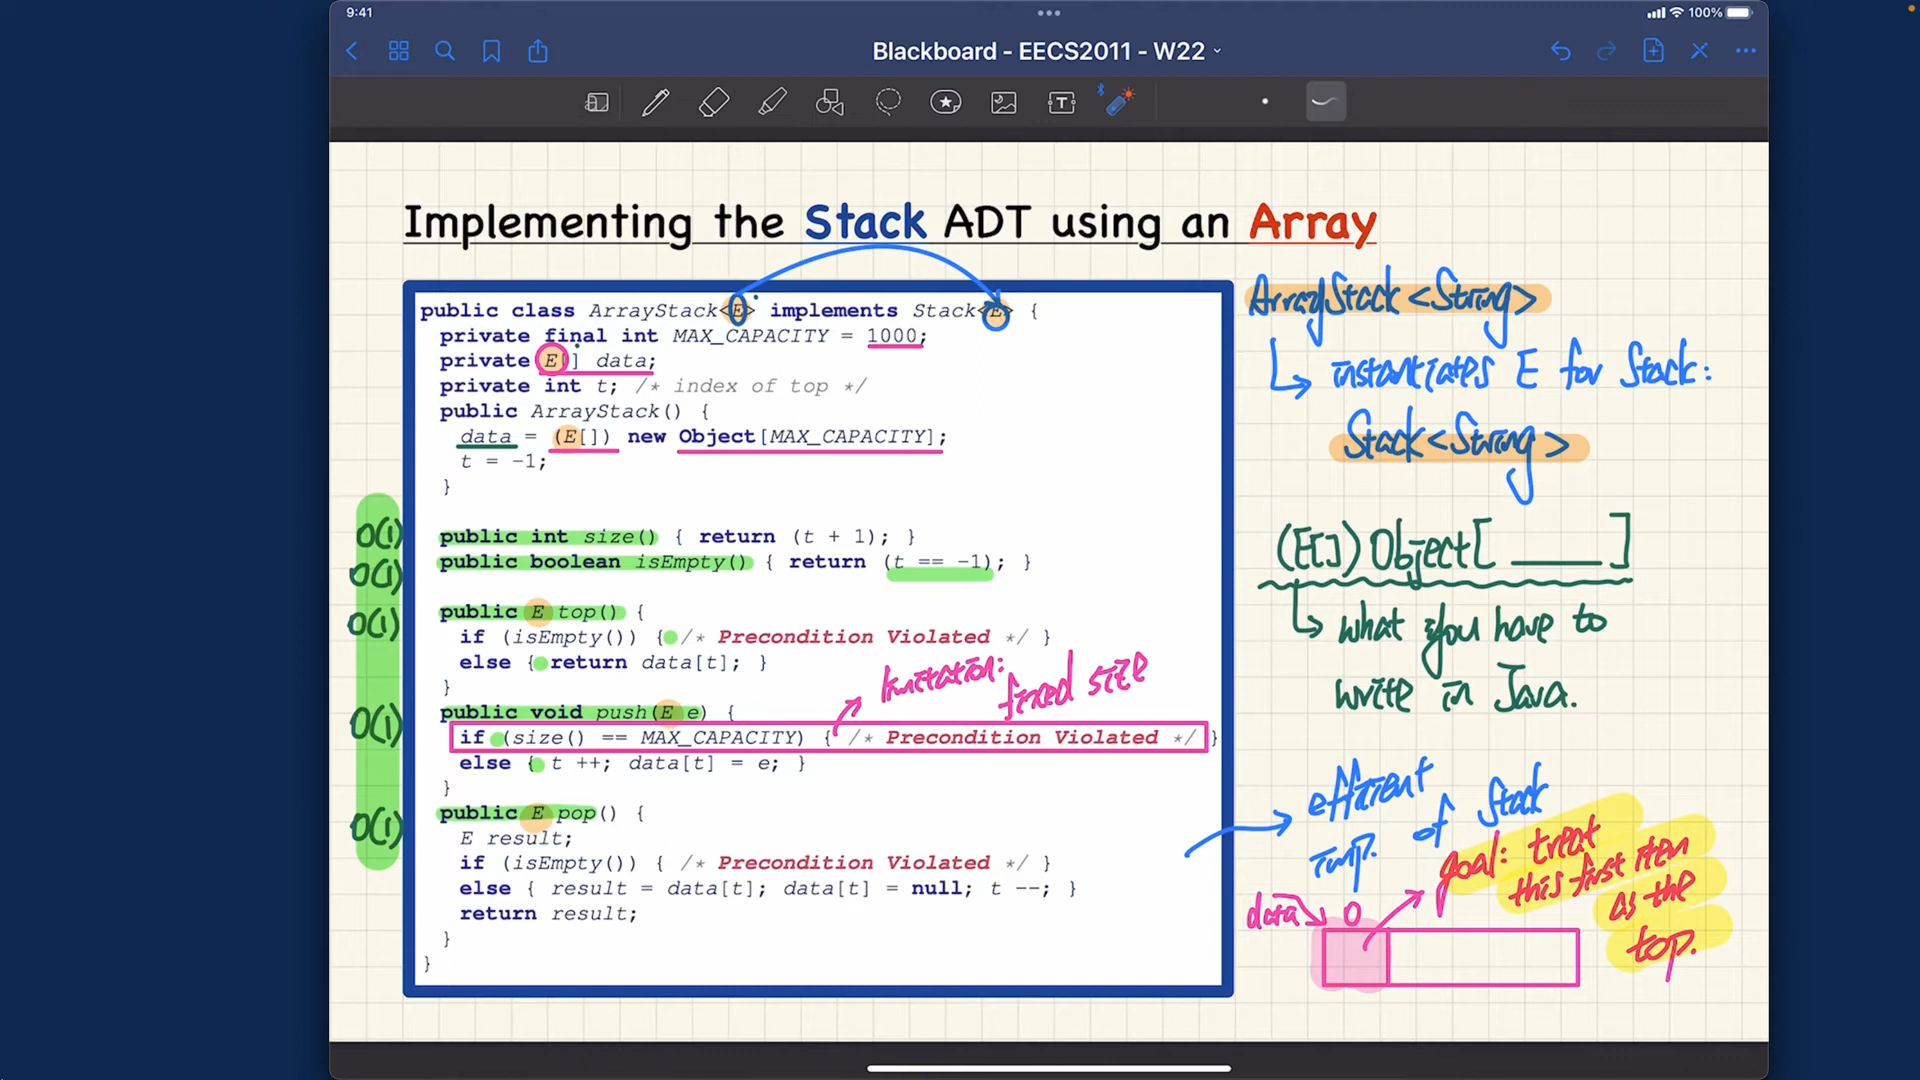 9:41
100%
Blackboard - EECS2011 - W22
Implementing the Stack ADT using an Array
public class ArrayStack<E> implements Stack<E> {
private final int MAX_CAPACITY = 1000;
private E[] data;
private int t; /* index of top */
public ArrayStack() {
data = (E[]) new Object[MAX_CAPACITY];
t = -1;
}
public int size() { return (t + 1); }
public boolean isEmpty() { return (t == -1); }
public E top() {
if (isEmpty()) { /* Precondition Violated */ }
else { return data[t]; }
}
public void push(E e) {
if (size() == MAX_CAPACITY) { /* Precondition Violated */ }
else { t ++; data[t] = e; }
}
public E pop() {
E result;
if (isEmpty()) { /* Precondition Violated */ }
else { result = data[t]; data[t] = null; t --; }
return result;
}
}
O(1)
O(1)
O(1)
O(1)
O(1)
limitation: fixed size
ArrayStack <String>
instantiates E for Stack:
Stack <String>
(E[]) Object[ ____ ]
what you have to
write in Java.
efficient
imp. of Stack
goal: treat
this first item
as the
top.
data
0